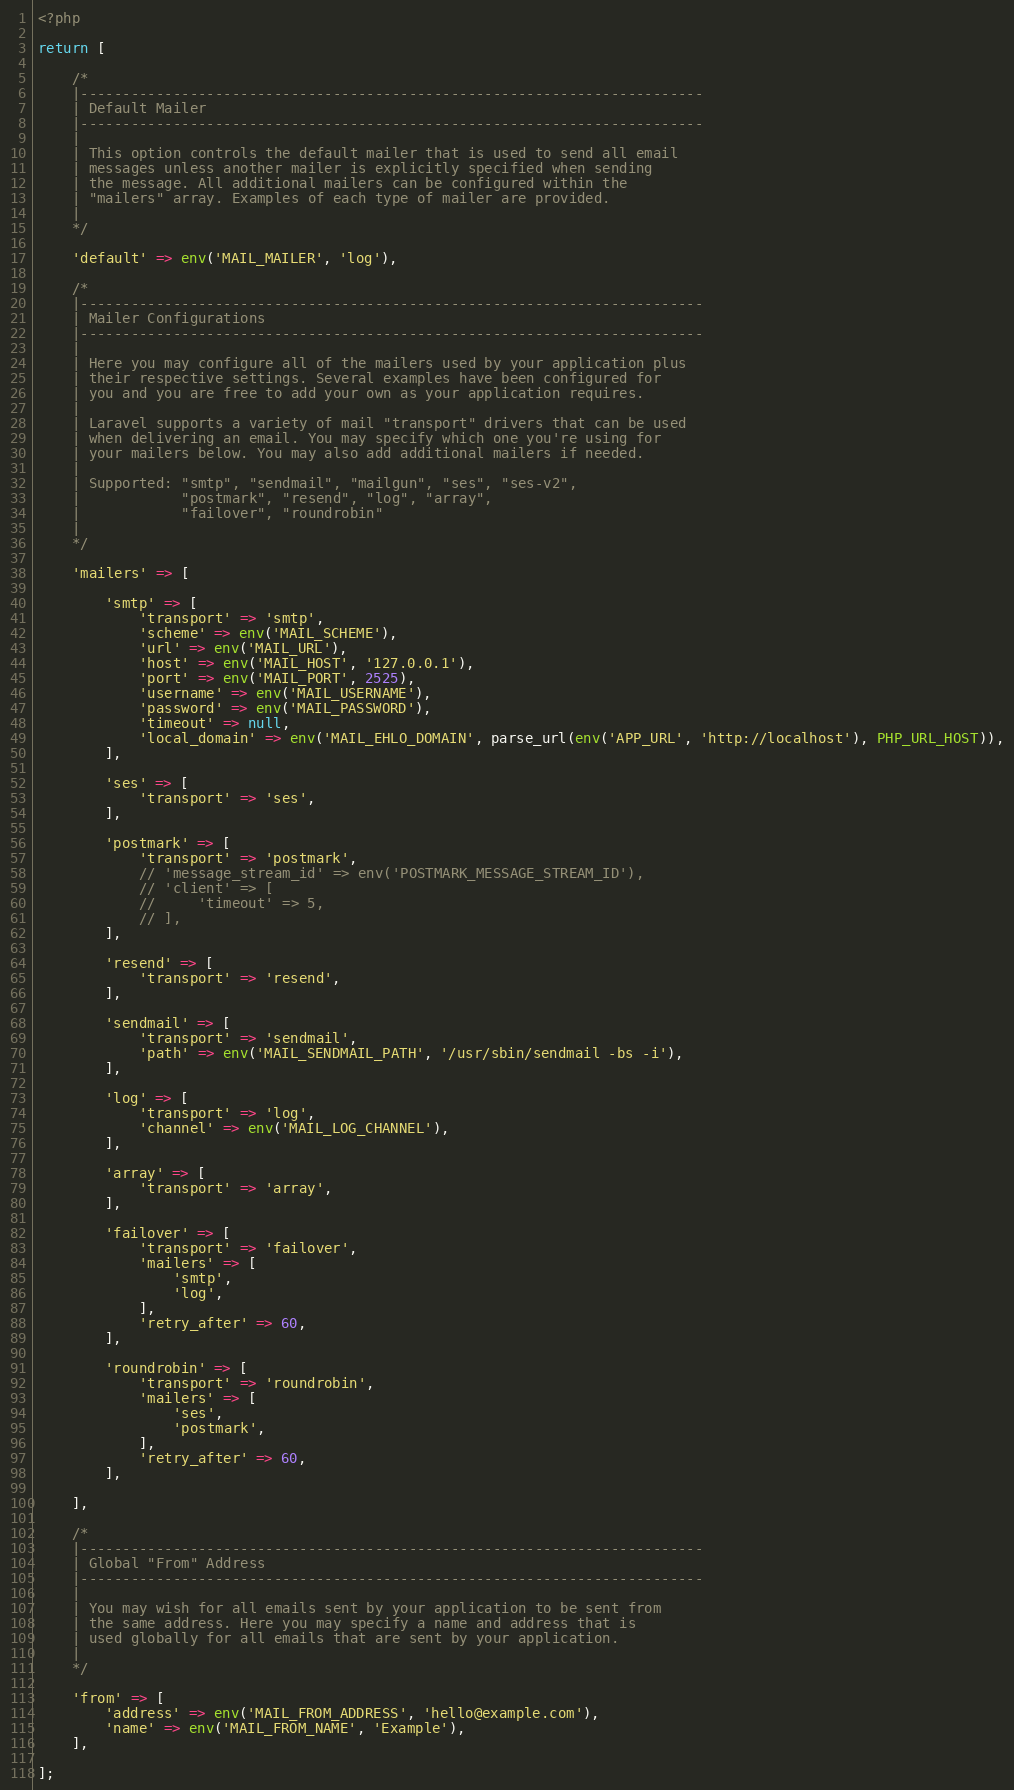 1 <?php
2
3 return [
4
5     /*
6     |--------------------------------------------------------------------------
7     | Default Mailer
8     |--------------------------------------------------------------------------
9     |
10     | This option controls the default mailer that is used to send all email
11     | messages unless another mailer is explicitly specified when sending
12     | the message. All additional mailers can be configured within the
13     | "mailers" array. Examples of each type of mailer are provided.
14     |
15     */
16
17     'default' => env('MAIL_MAILER', 'log'),
18
19     /*
20     |--------------------------------------------------------------------------
21     | Mailer Configurations
22     |--------------------------------------------------------------------------
23     |
24     | Here you may configure all of the mailers used by your application plus
25     | their respective settings. Several examples have been configured for
26     | you and you are free to add your own as your application requires.
27     |
28     | Laravel supports a variety of mail "transport" drivers that can be used
29     | when delivering an email. You may specify which one you're using for
30     | your mailers below. You may also add additional mailers if needed.
31     |
32     | Supported: "smtp", "sendmail", "mailgun", "ses", "ses-v2",
33     |            "postmark", "resend", "log", "array",
34     |            "failover", "roundrobin"
35     |
36     */
37
38     'mailers' => [
39
40         'smtp' => [
41             'transport' => 'smtp',
42             'scheme' => env('MAIL_SCHEME'),
43             'url' => env('MAIL_URL'),
44             'host' => env('MAIL_HOST', '127.0.0.1'),
45             'port' => env('MAIL_PORT', 2525),
46             'username' => env('MAIL_USERNAME'),
47             'password' => env('MAIL_PASSWORD'),
48             'timeout' => null,
49             'local_domain' => env('MAIL_EHLO_DOMAIN', parse_url(env('APP_URL', 'http://localhost'), PHP_URL_HOST)),
50         ],
51
52         'ses' => [
53             'transport' => 'ses',
54         ],
55
56         'postmark' => [
57             'transport' => 'postmark',
58             // 'message_stream_id' => env('POSTMARK_MESSAGE_STREAM_ID'),
59             // 'client' => [
60             //     'timeout' => 5,
61             // ],
62         ],
63
64         'resend' => [
65             'transport' => 'resend',
66         ],
67
68         'sendmail' => [
69             'transport' => 'sendmail',
70             'path' => env('MAIL_SENDMAIL_PATH', '/usr/sbin/sendmail -bs -i'),
71         ],
72
73         'log' => [
74             'transport' => 'log',
75             'channel' => env('MAIL_LOG_CHANNEL'),
76         ],
77
78         'array' => [
79             'transport' => 'array',
80         ],
81
82         'failover' => [
83             'transport' => 'failover',
84             'mailers' => [
85                 'smtp',
86                 'log',
87             ],
88             'retry_after' => 60,
89         ],
90
91         'roundrobin' => [
92             'transport' => 'roundrobin',
93             'mailers' => [
94                 'ses',
95                 'postmark',
96             ],
97             'retry_after' => 60,
98         ],
99
100     ],
101
102     /*
103     |--------------------------------------------------------------------------
104     | Global "From" Address
105     |--------------------------------------------------------------------------
106     |
107     | You may wish for all emails sent by your application to be sent from
108     | the same address. Here you may specify a name and address that is
109     | used globally for all emails that are sent by your application.
110     |
111     */
112
113     'from' => [
114         'address' => env('MAIL_FROM_ADDRESS', 'hello@example.com'),
115         'name' => env('MAIL_FROM_NAME', 'Example'),
116     ],
117
118 ];